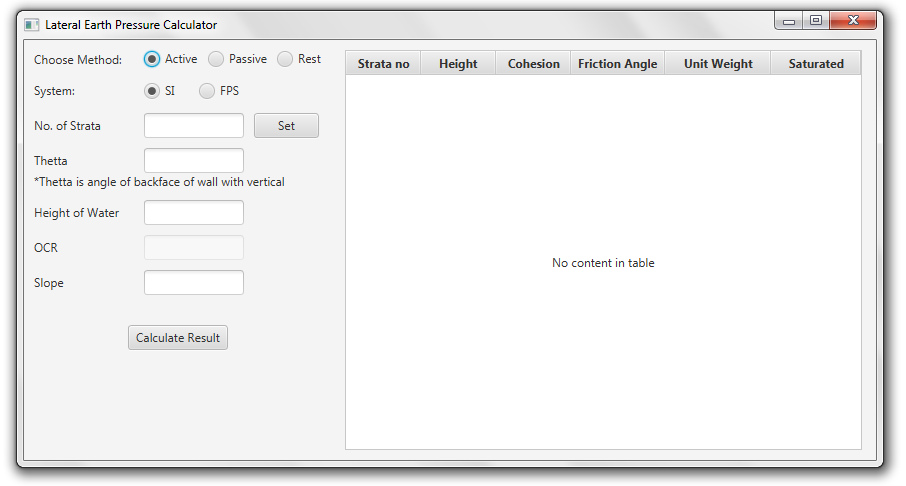 Lateral Earth Pressure Calculator
Choose Method: Active Passive Rest
System: SI FPS
No. of Strata Set
Thetta
*Thetta is angle of backface of wall with vertical
Height of Water
OCR
Slope
Calculate Result
Strata no Height Cohesion Friction Angle Unit Weight Saturated
No content in table